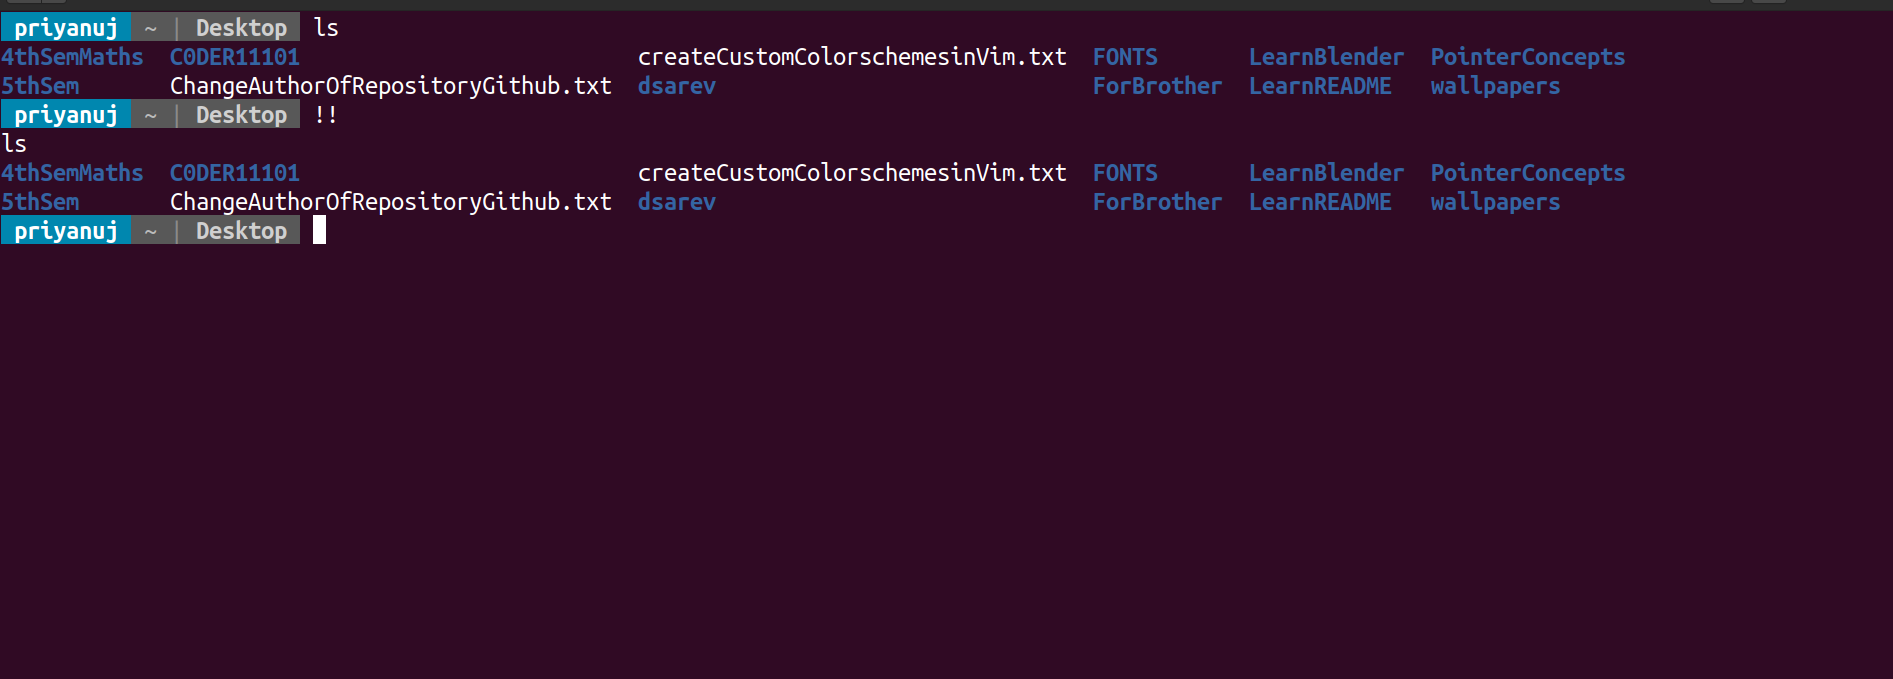 priyanuj ~ | Desktop ls
4thSemMaths C0DER11101 createCustomColorschemesinVim.txt FONTS LearnBlender PointerConcepts
5thSem ChangeAuthorOfRepositoryGithub.txt dsarev ForBrother LearnREADME wallpapers
priyanuj ~ | Desktop !!
ls
4thSemMaths C0DER11101 createCustomColorschemesinVim.txt FONTS LearnBlender PointerConcepts
5thSem ChangeAuthorOfRepositoryGithub.txt dsarev ForBrother LearnREADME wallpapers
priyanuj ~ | Desktop